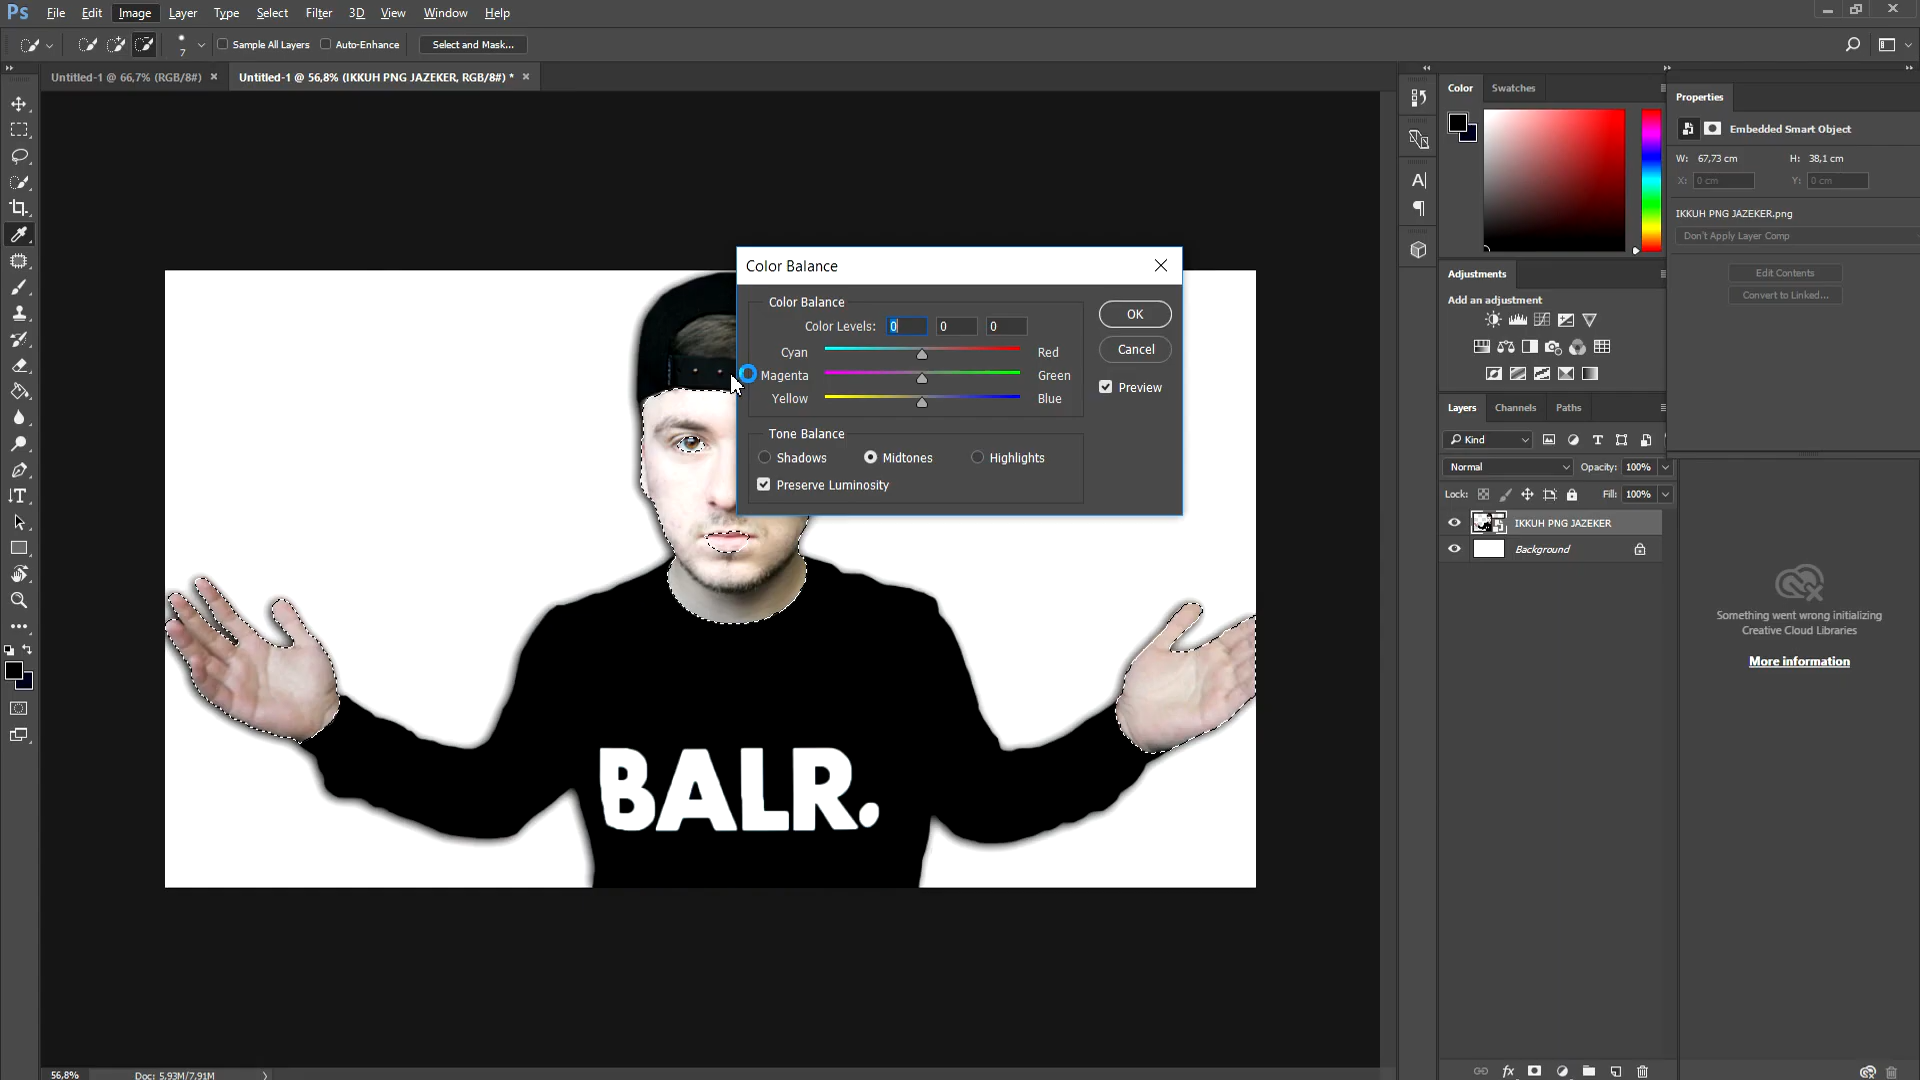 Ps File Edit Image Layer Type Select Filter 3D View Window Help
7 Sample All Layers Auto-Enhance Select and Mask...
Untitled-1 @ 66,7% (RGB/8#) Untitled-1 @ 56,8% (IKKUH PNG JAZEKER, RGB/8#) *
Color Swatches
Properties
Embedded Smart Object
W: 67,73 cm H: 38,1 cm
X: 0 cm Y: 0 cm
IKKUH PNG JAZEKER.png
Don't Apply Layer Comp
Edit Contents
Convert to Linked...
Color Balance
Color Balance
Color Levels: 0 0 0
Cyan Red
Magenta Green
Yellow Blue
OK
Cancel
Preview
Tone Balance
Shadows Midtones Highlights
Preserve Luminosity
Adjustments
Add an adjustment
Layers Channels Paths
Kind
Normal Opacity: 100%
Lock: Fill: 100%
IKKUH PNG JAZEKER
Background
Something went wrong initializing
Creative Cloud Libraries
More information
BALR.
56,8% Doc: 5,93M/7,91M
fx